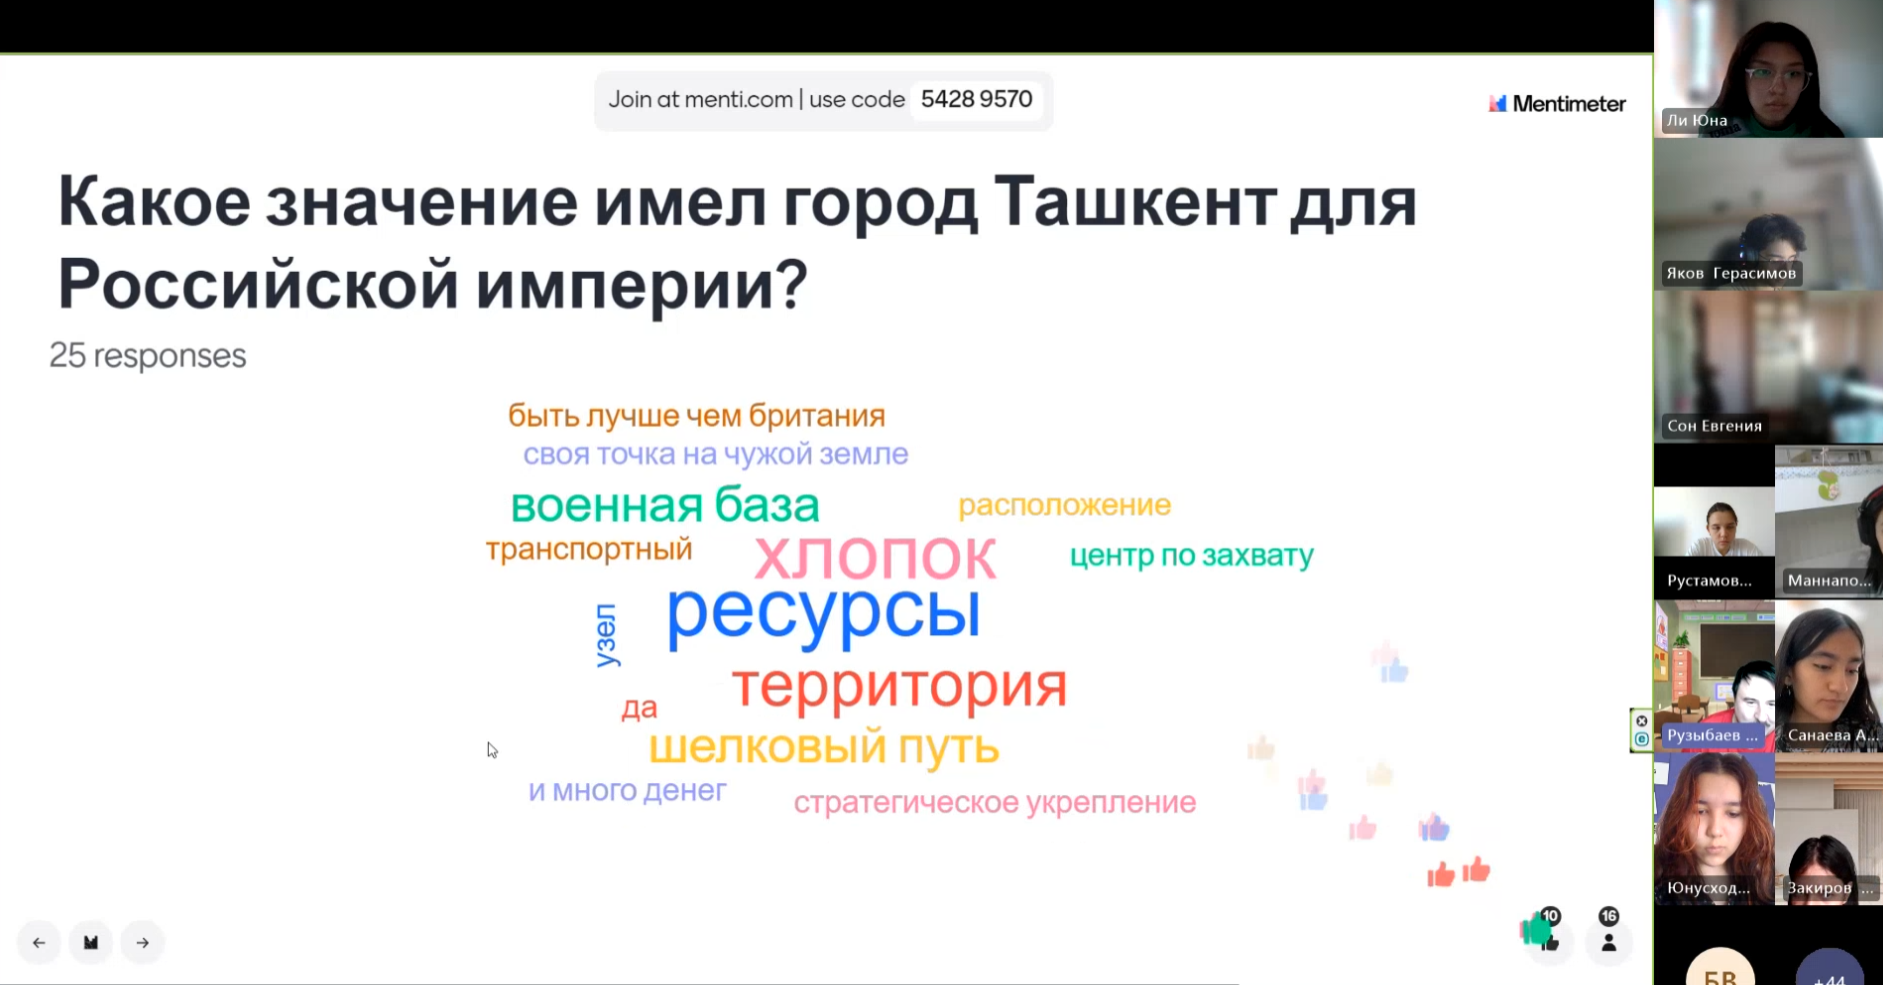 Join at menti.com | use code 5428 9570
Mentimeter
Какое значение имел город Ташкент для
Российской империи?
25 responses
быть лучше чем британия
своя точка на чужой земле
военная база
расположение
транспортный
хлопок
центр по захвату
ресурсы
узел
территория
да
шелковый путь
и много денег
стратегическое укрепление
10
16
Ли Юна
Яков Герасимов
Сон Евгения
Рустамов...
Маннапо...
Рузыбаев ...
Санаева А...
Юнусход...
Закиров ...
БВ
+44